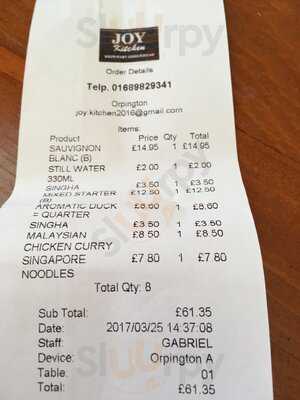 JOY
Kitchen
Order Details
Telp. 01689829341
Orpington
joy.kitchen2016@gmail.com
Items:
Product Price Qty Total
SAUVIGNON £14.95 1 £14.95
BLANC (B)
STILL WATER £2.00 1 £2.00
330ML
SINGHA £3.50 1 £3.50
MIXED STARTER £12.50 1 £12.50
(B)
AROMATIC DUCK £8.60 1 £8.60
= QUARTER
SINGHA £3.50 1 £3.50
MALAYSIAN £8.50 1 £8.50
CHICKEN CURRY
SINGAPORE £7.80 1 £7.80
NOODLES
Total Qty: 8
Sub Total: £61.35
Date: 2017/03/25 14:37:08
Staff: GABRIEL
Device: Orpington A
Table: 01
Total: £61.35
Sluurpy
Sluurpy
Sluurpy